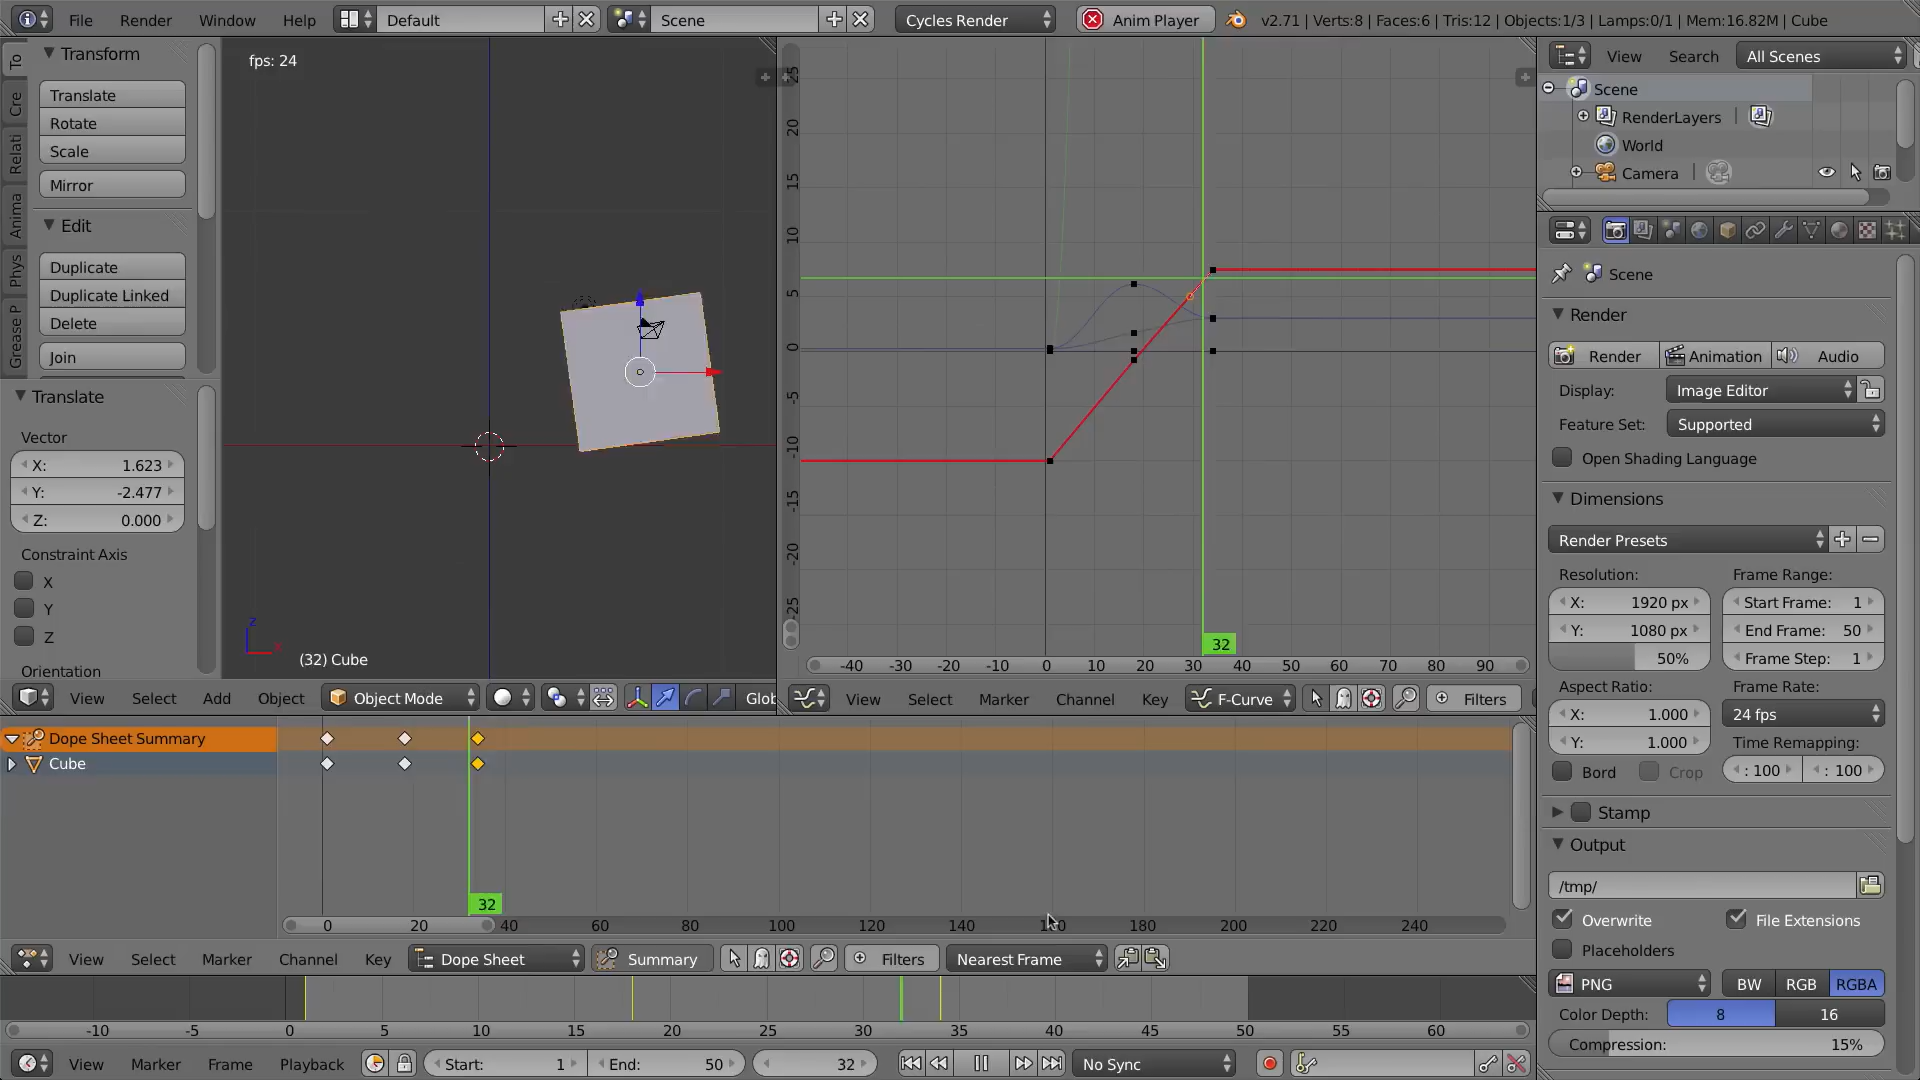 File Render Window Help Default Scene Cycles Render Anim Player v2.71 | Verts:8 | Faces:6 | Tris:12 | Objects:1/3 | Lamps:0/1 | Mem:16.82M | Cube
To
Cre
Relati
Anima
Phys
Grease P
Transform
Translate
Rotate
Scale
Mirror
Edit
Duplicate
Duplicate Linked
Delete
Join
Translate
Vector
X: 1.623
Y: -2.477
Z: 0.000
Constraint Axis
X
Y
Z
Orientation
fps: 24
z
x
(32) Cube
View Select Add Object Object Mode Glob
25
20
15
10
5
0
-5
-10
-15
-20
-25
32
-40 -30 -20 -10 0 10 20 30 40 50 60 70 80 90
View Select Marker Channel Key F-Curve Filters
View Search All Scenes
Scene
RenderLayers
World
Camera
Scene
Render
Render Animation Audio
Display: Image Editor
Feature Set: Supported
Open Shading Language
Dimensions
Render Presets
Resolution: Frame Range:
X: 1920 px Start Frame: 1
Y: 1080 px End Frame: 50
50% Frame Step: 1
Aspect Ratio: Frame Rate:
X: 1.000 24 fps
Y: 1.000 Time Remapping:
Bord Crop : 100 : 100
Stamp
Output
/tmp/
Overwrite File Extensions
Placeholders
PNG BW RGB RGBA
Color Depth: 8 16
Compression: 15%
Dope Sheet Summary
Cube
32
0 20 40 60 80 100 120 140 180 200 220 240
View Select Marker Channel Key Dope Sheet Summary Filters Nearest Frame
-10 -5 0 5 10 15 20 25 30 35 40 45 50 55 60
View Marker Frame Playback Start: 1 End: 50 32 No Sync